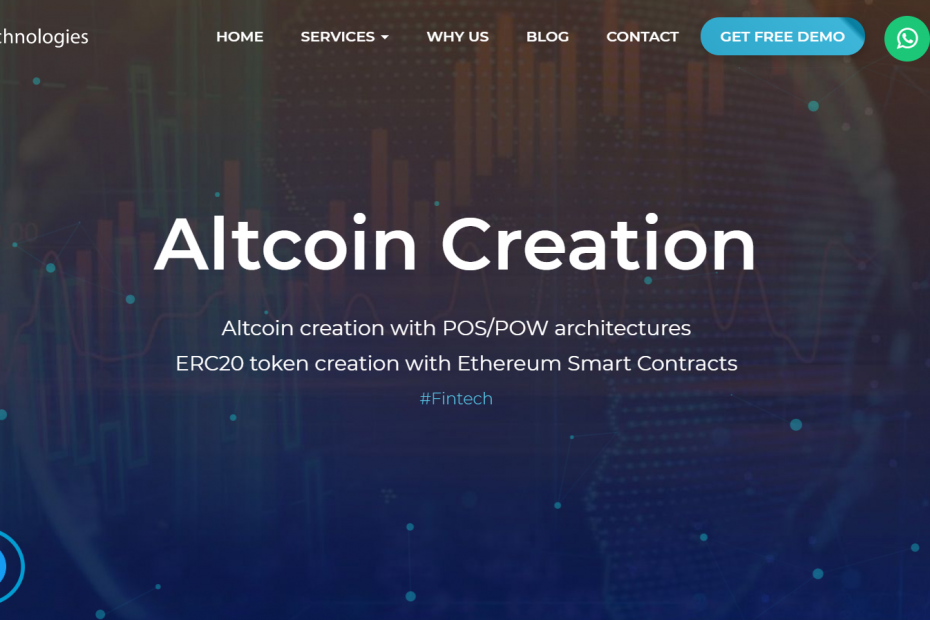 chnologies
HOME
SERVICES
WHY US
BLOG
CONTACT
GET FREE DEMO
Altcoin Creation
Altcoin creation with POS/POW architectures
ERC20 token creation with Ethereum Smart Contracts
#Fintech